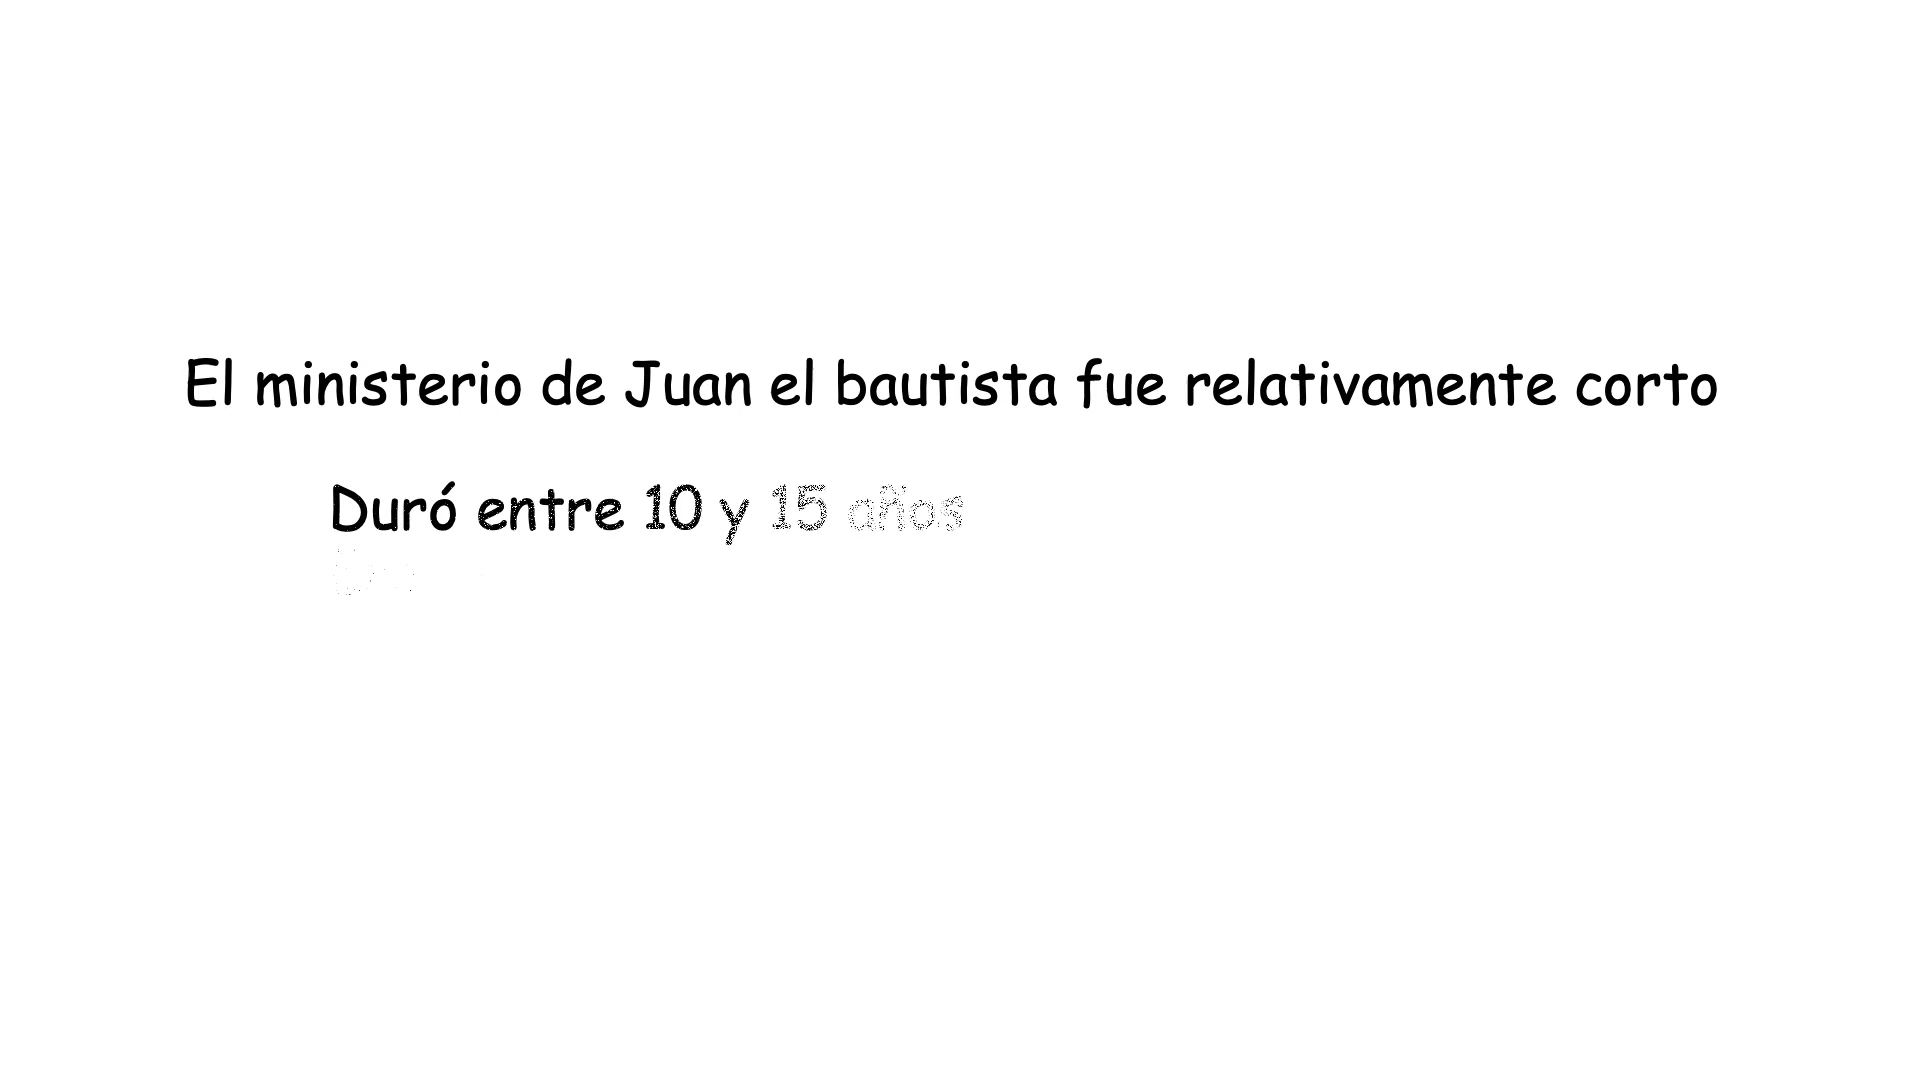 El ministerio de Juan el bautista fue relativamente corto
Duró entre 10 y 15 años